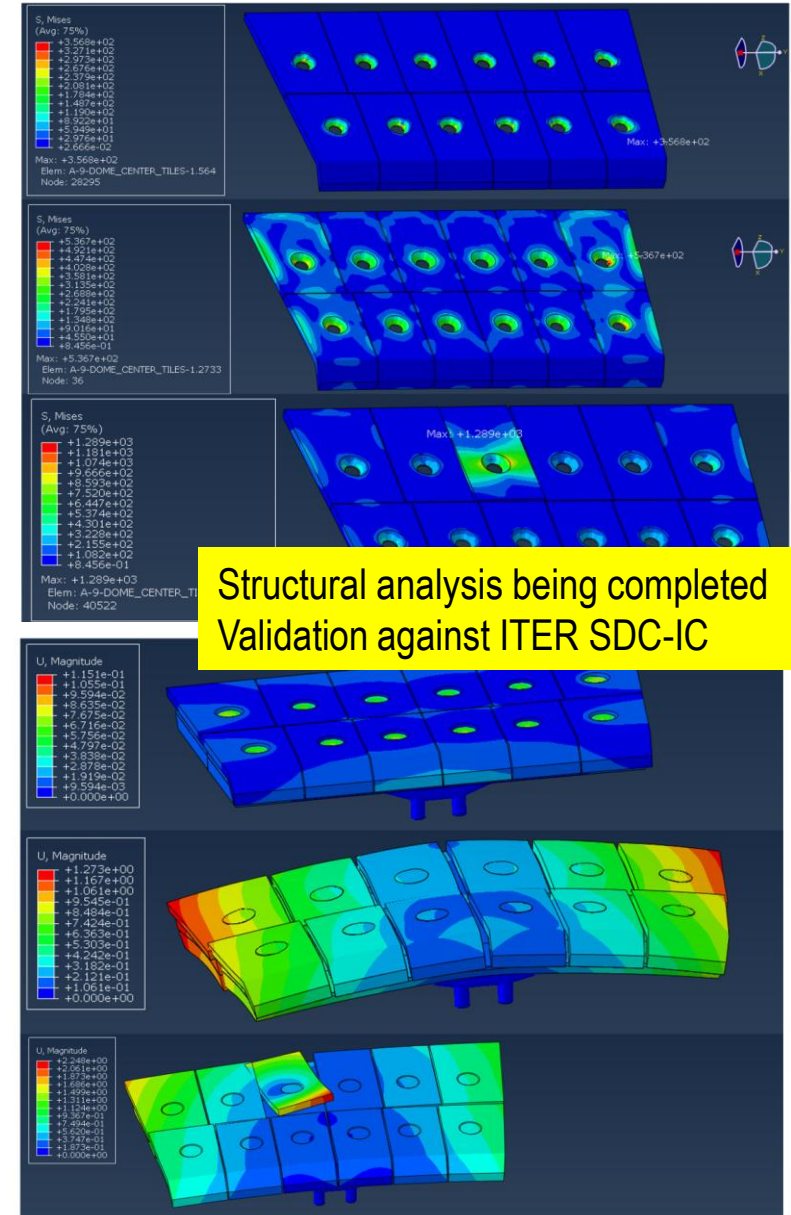 S, Mises
(Avg: 75%)
+3.568e+02
+3.271e+02
+2.973e+02
+2.676e+02
+2.379e+02
+2.081e+02
+1.784e+02
+1.487e+02
+1.190e+02
+8.922e+01
+5.949e+01
+2.976e+01
+2.666e-02
Max: +3.568e+02
Elem: A-9-DOME_CENTER_TILES-1.564
Node: 28295
Max: +3.568e+02
Z
Y
X
S, Mises
(Avg: 75%)
+5.367e+02
+4.921e+02
+4.474e+02
+4.028e+02
+3.581e+02
+3.135e+02
+2.688e+02
+2.241e+02
+1.795e+02
+1.348e+02
+9.016e+01
+4.550e+01
+8.456e-01
Max: +5.367e+02
Elem: A-9-DOME_CENTER_TILES-1.2733
Node: 36
Max: +5.367e+02
Z
Y
X
S, Mises
(Avg: 75%)
+1.289e+03
+1.181e+03
+1.074e+03
+9.666e+02
+8.593e+02
+7.520e+02
+6.447e+02
+5.374e+02
+4.301e+02
+3.228e+02
+2.155e+02
+1.082e+02
+8.456e-01
Max: +1.289e+03
Elem: A-9-DOME_CENTER_TI
Node: 40522
Max: +1.289e+03
Structural analysis being completed
Validation against ITER SDC-IC
U, Magnitude
+1.151e-01
+1.055e-01
+9.594e-02
+8.635e-02
+7.675e-02
+6.716e-02
+5.756e-02
+4.797e-02
+3.838e-02
+2.878e-02
+1.919e-02
+9.594e-03
+0.000e+00
U, Magnitude
+1.273e+00
+1.167e+00
+1.061e+00
+9.545e-01
+8.484e-01
+7.424e-01
+6.363e-01
+5.303e-01
+4.242e-01
+3.182e-01
+2.121e-01
+1.061e-01
+0.000e+00
U, Magnitude
+2.248e+00
+2.061e+00
+1.873e+00
+1.686e+00
+1.499e+00
+1.311e+00
+1.124e+00
+9.367e-01
+7.494e-01
+5.620e-01
+3.747e-01
+1.873e-01
+0.000e+00